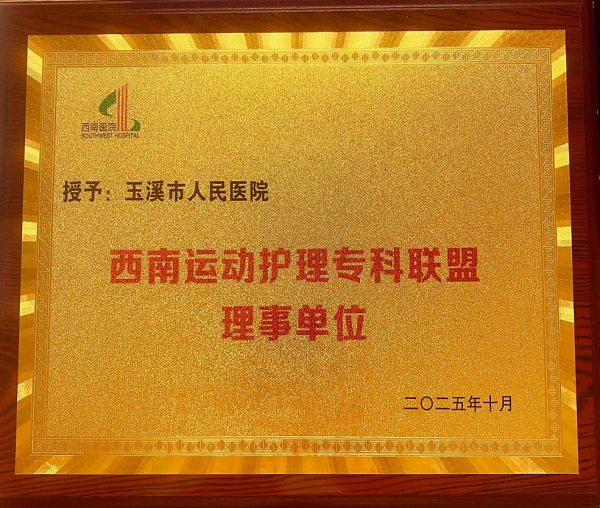 西南医院
SOUTHWEST HOSPITAL
授予：玉溪市人民医院
西南运动护理专科联盟
理事单位
二〇二五年十月